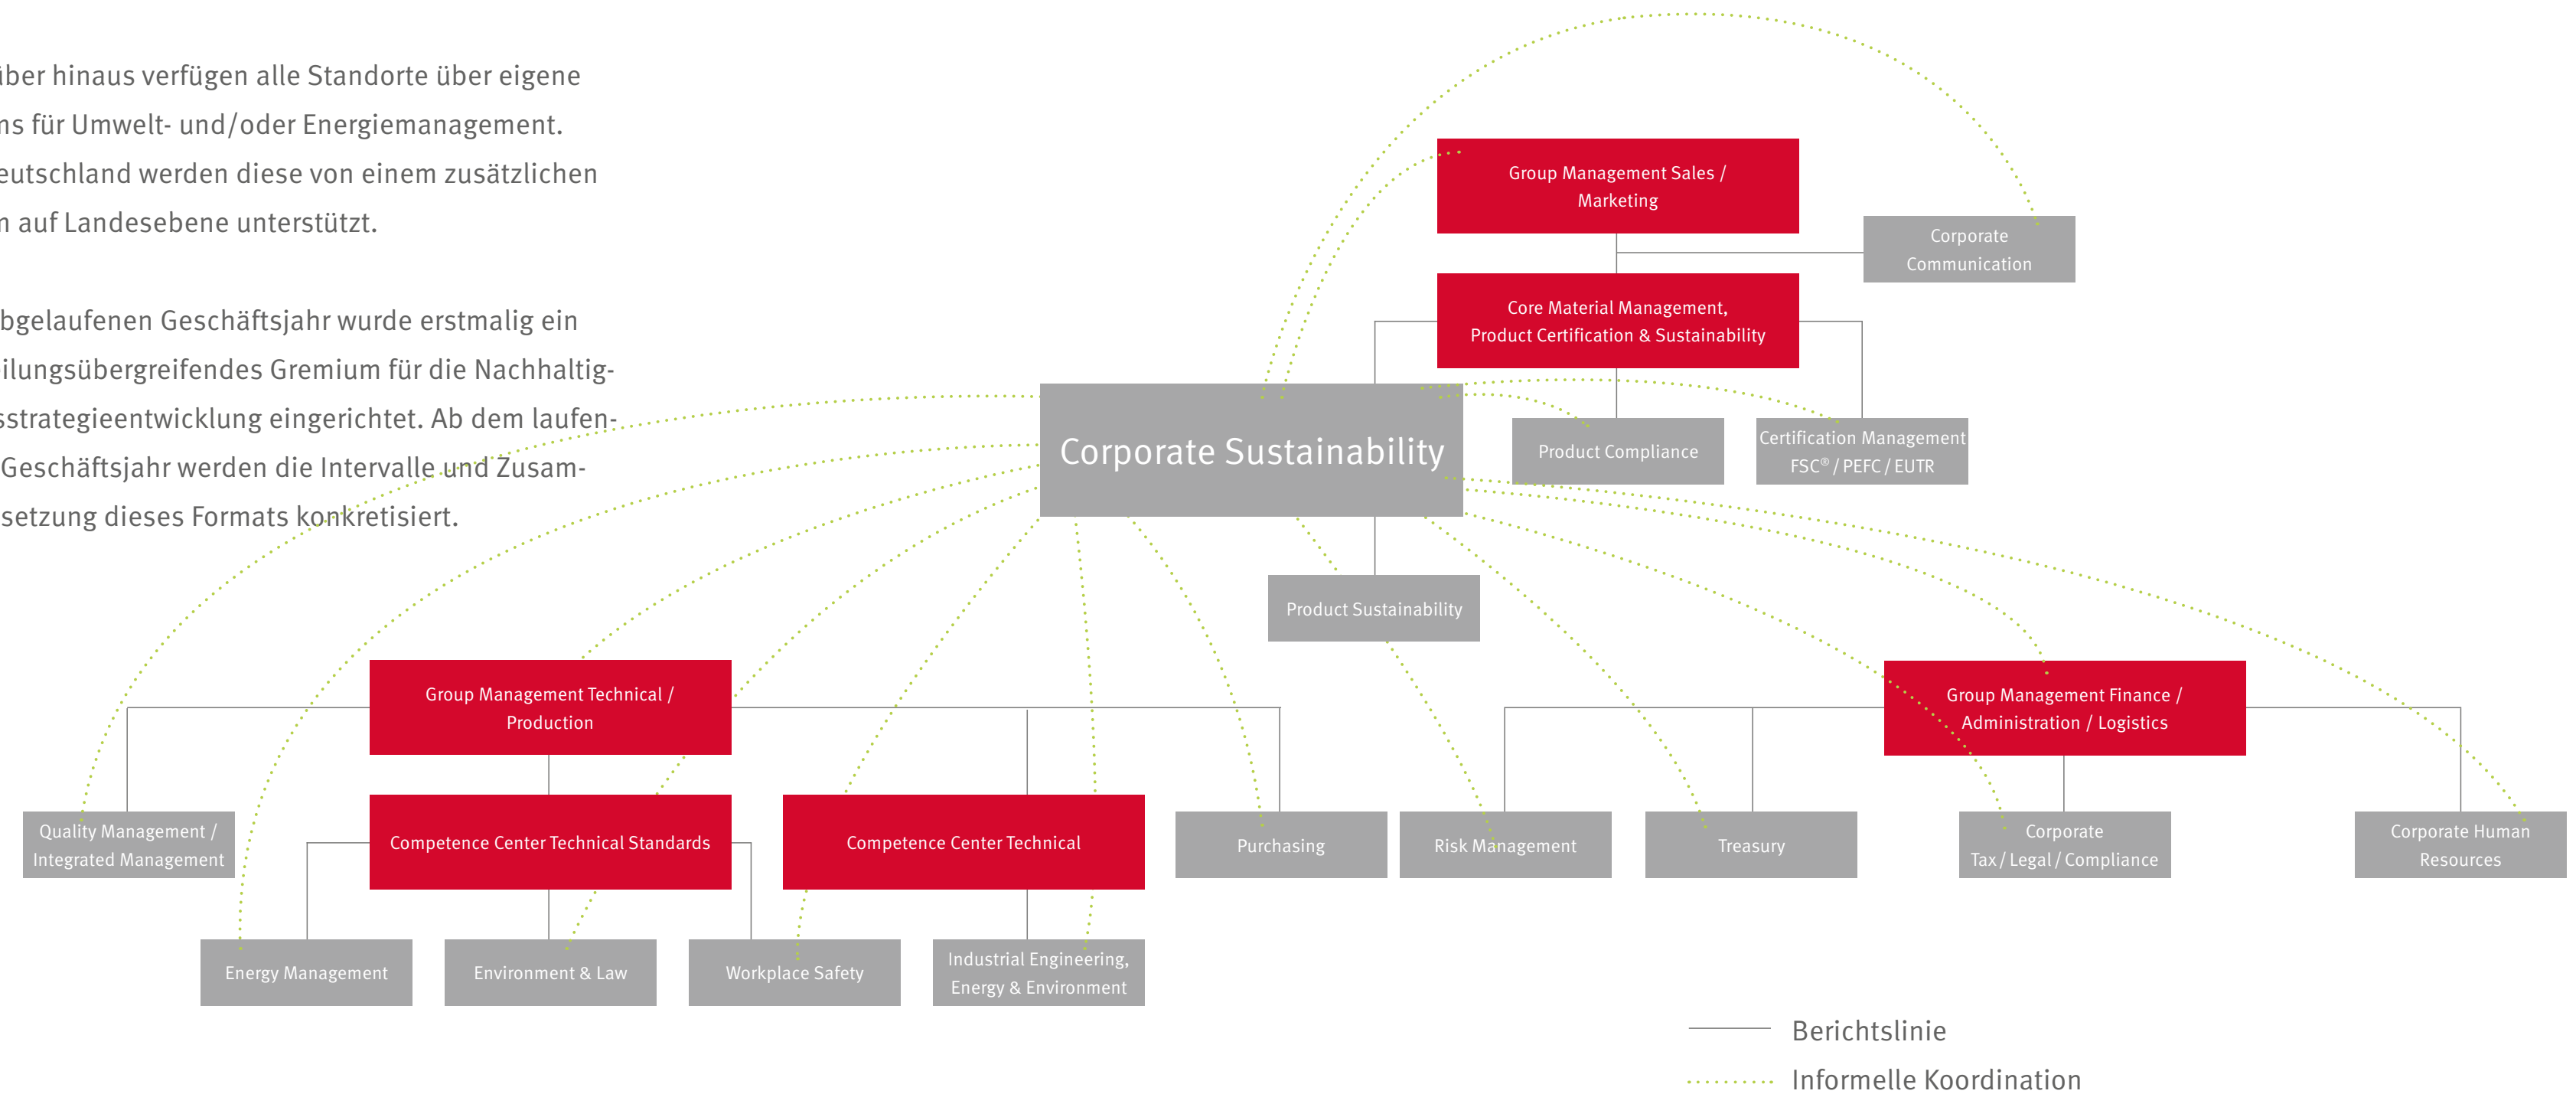 über hinaus verfügen alle Standorte über eigene
ns für Umwelt- und/oder Energiemanagement.
eutschland werden diese von einem zusätzlichen
m auf Landesebene unterstützt.
bgelaufenen Geschäftsjahr wurde erstmalig ein
eilungsübergreifendes Gremium für die Nachhaltig-
sstrategieentwicklung eingerichtet. Ab dem laufen-
Geschäftsjahr werden die Intervalle und Zusam-
setzung dieses Formats konkretisiert.
Group Management Sales /
Marketing
Corporate
Communication
Core Material Management,
Product Certification & Sustainability
Corporate Sustainability
Product Compliance
Certification Management
FSC® / PEFC / EUTR
Product Sustainability
Group Management Technical /
Production
Group Management Finance /
Administration / Logistics
Quality Management /
Integrated Management
Competence Center Technical Standards
Competence Center Technical
Purchasing
Risk Management
Treasury
Corporate
Tax / Legal / Compliance
Corporate Human
Resources
Energy Management
Environment & Law
Workplace Safety
Industrial Engineering,
Energy & Environment
Berichtslinie
Informelle Koordination